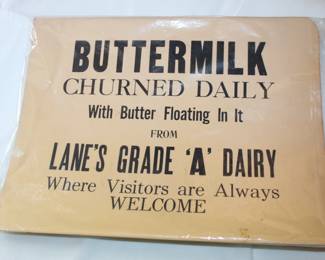 BUTTERMILK
CHURNED DAILY
With Butter Floating In It
FROM
LANE'S GRADE 'A' DAIRY
Where Visitors are Always
WELCOME